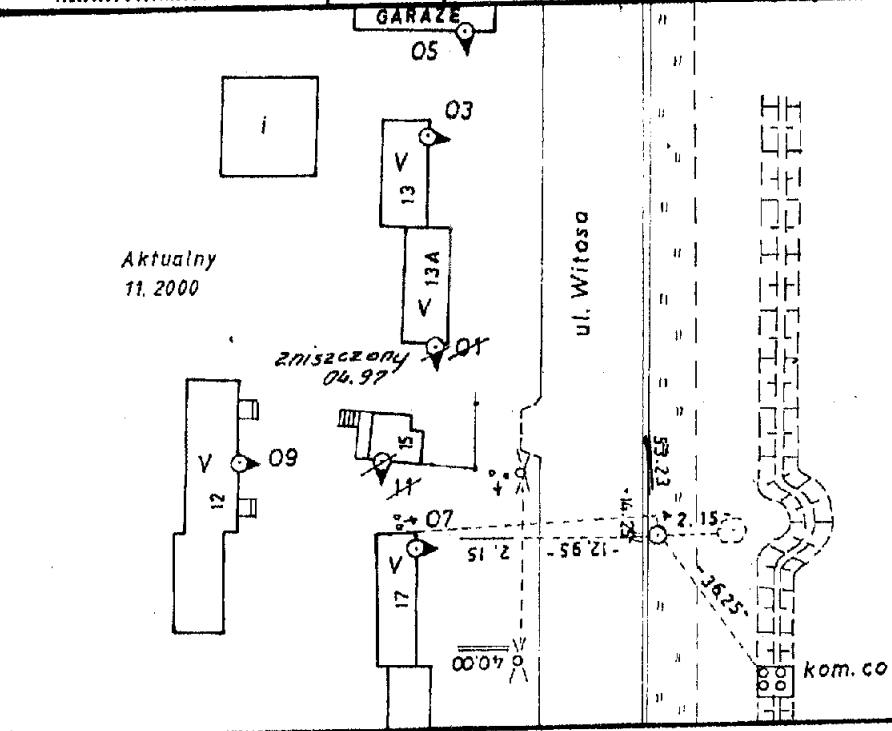 GARAŻE
05
03
i
V
13
13A
V
ul. Witosa
Aktualny
11. 2000
01
zniszczony
04.97
15
11
V
12
09
07
V
17
2.15
-12.95-
-14.25-
53.23
2.15-
36.25-
40.00
kom. co